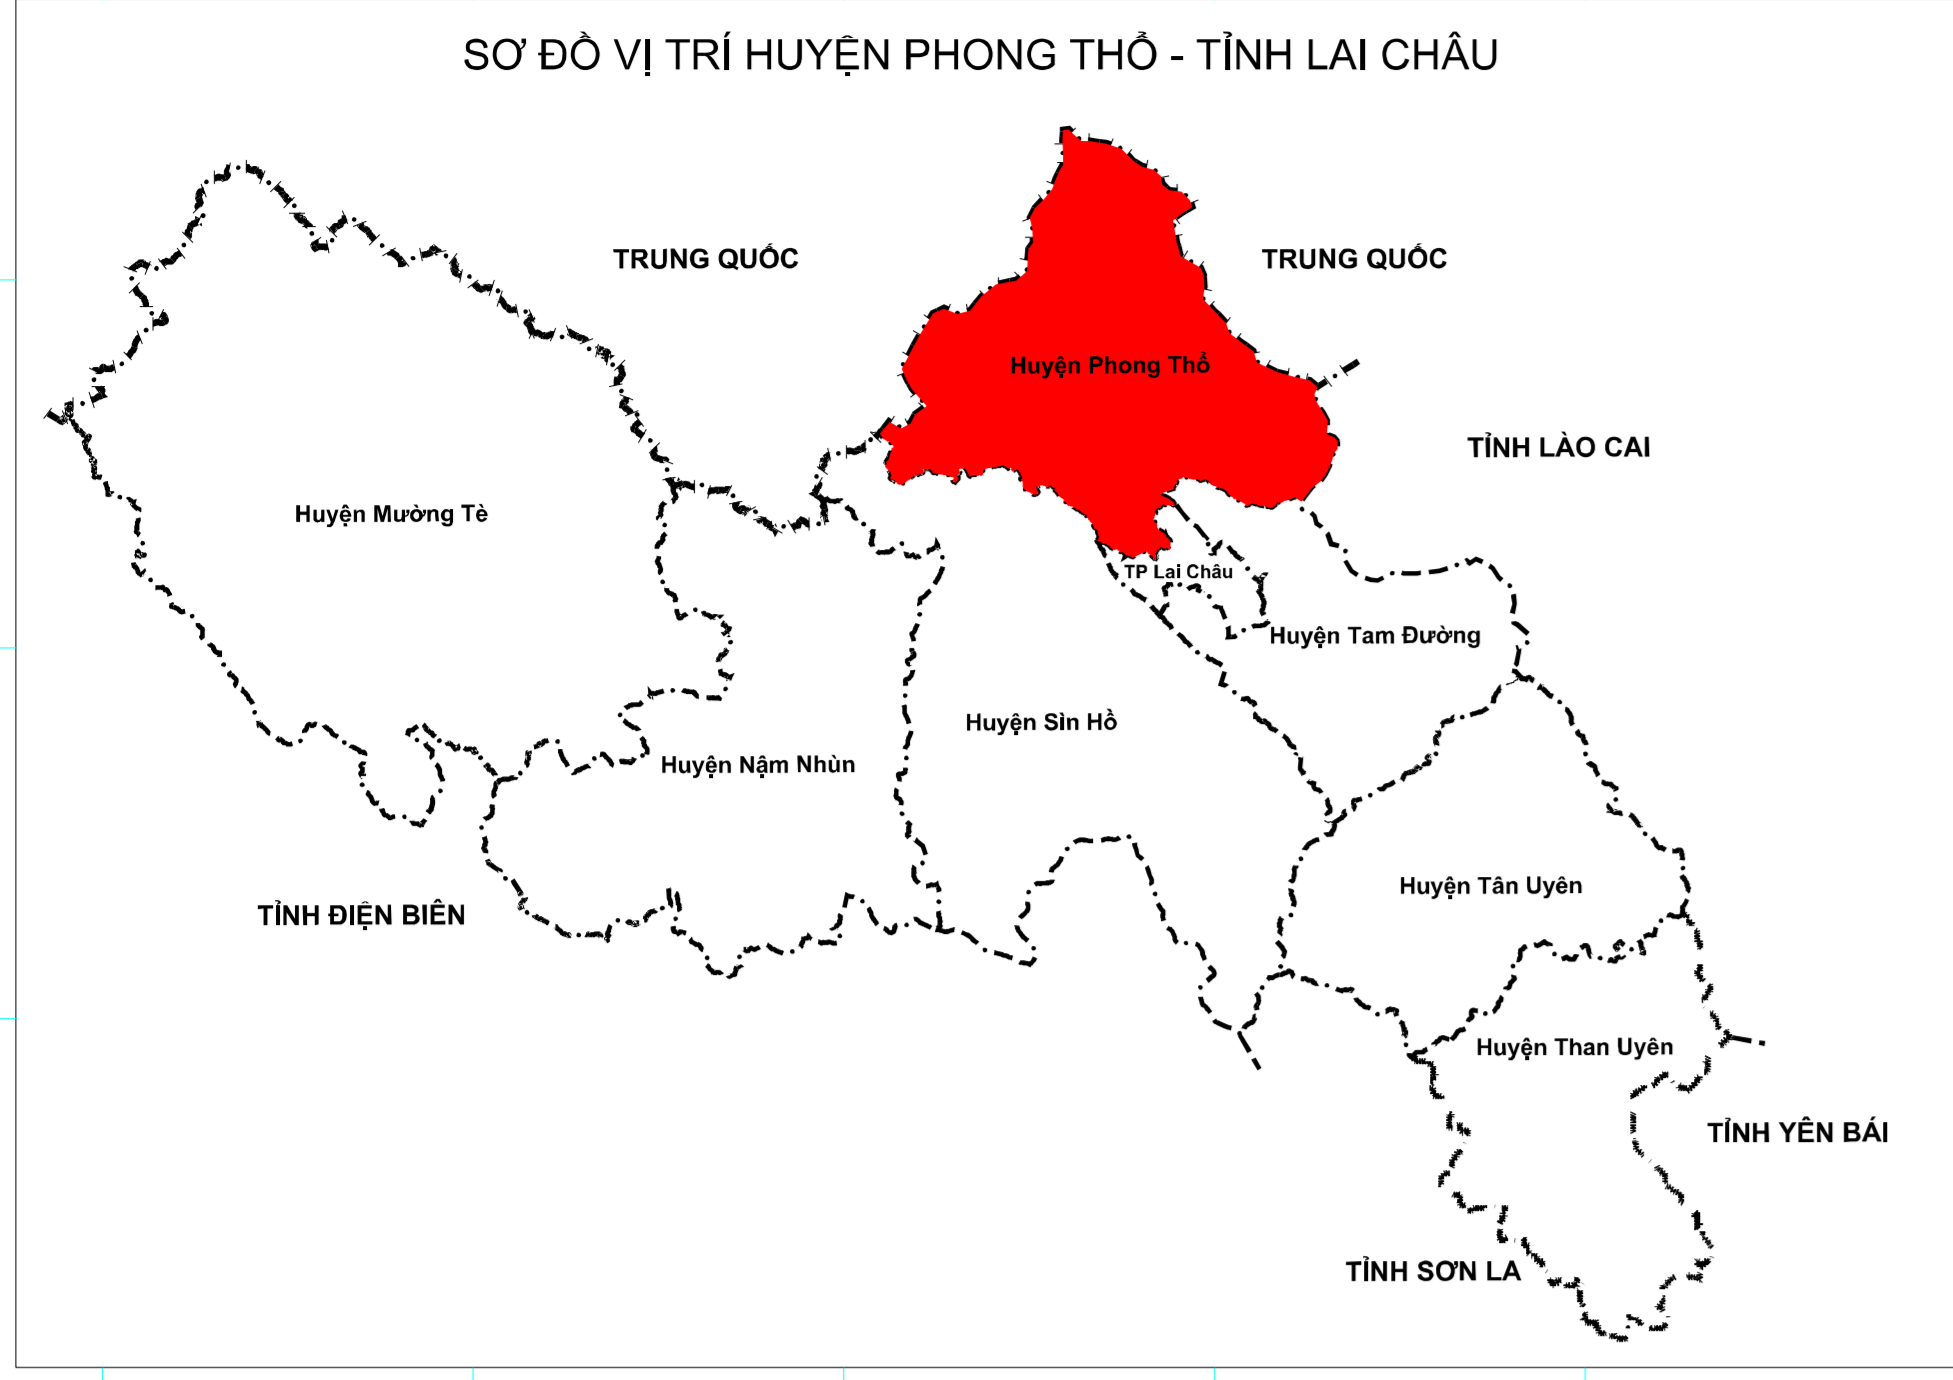 SƠ ĐỒ VỊ TRÍ HUYỆN PHONG THỔ - TỈNH LAI CHÂU
TRUNG QUỐC
TRUNG QUỐC
Huyện Phong Thổ
TỈNH LÀO CAI
Huyện Mường Tè
TP Lai Châu
Huyện Tam Đường
Huyện Sìn Hồ
Huyện Nậm Nhùn
Huyện Tân Uyên
TỈNH ĐIỆN BIÊN
Huyện Than Uyên
TỈNH YÊN BÁI
TỈNH SƠN LA